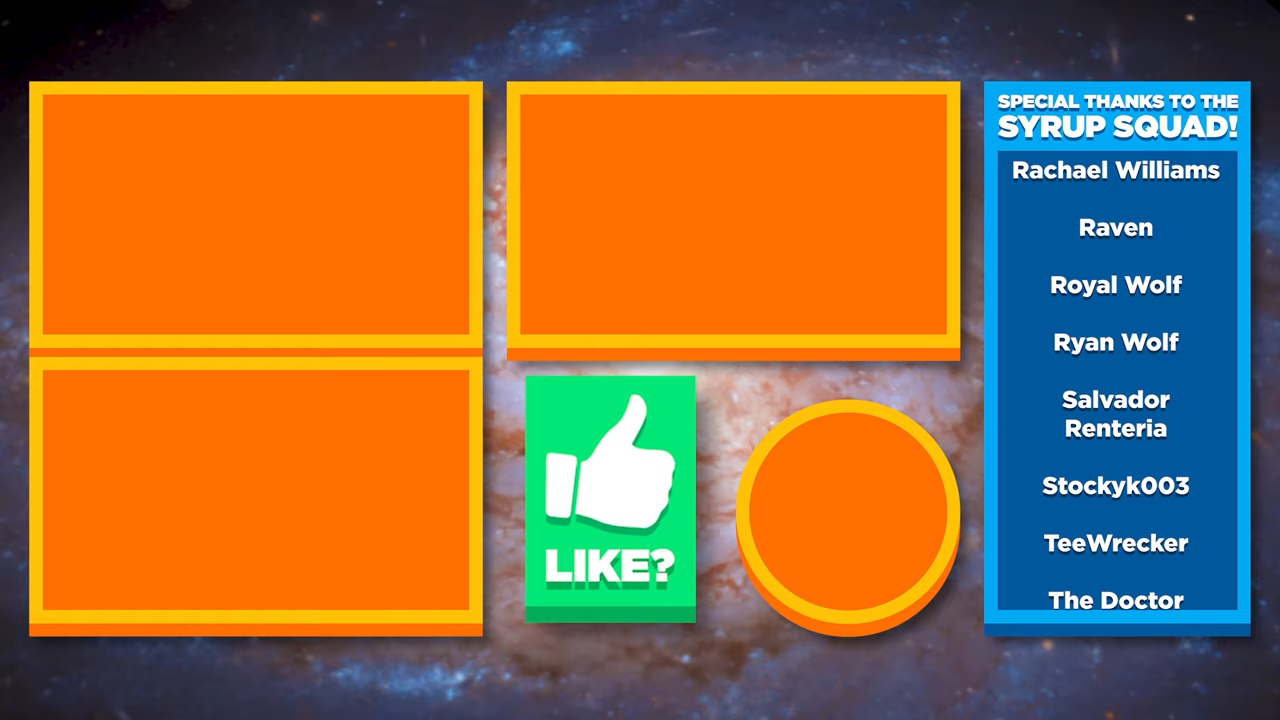 SPECIAL THANKS TO THE
SYRUP SQUAD!
Rachael Williams
Raven
Royal Wolf
Ryan Wolf
Salvador
Renteria
Stockyk003
TeeWrecker
The Doctor
LIKE?